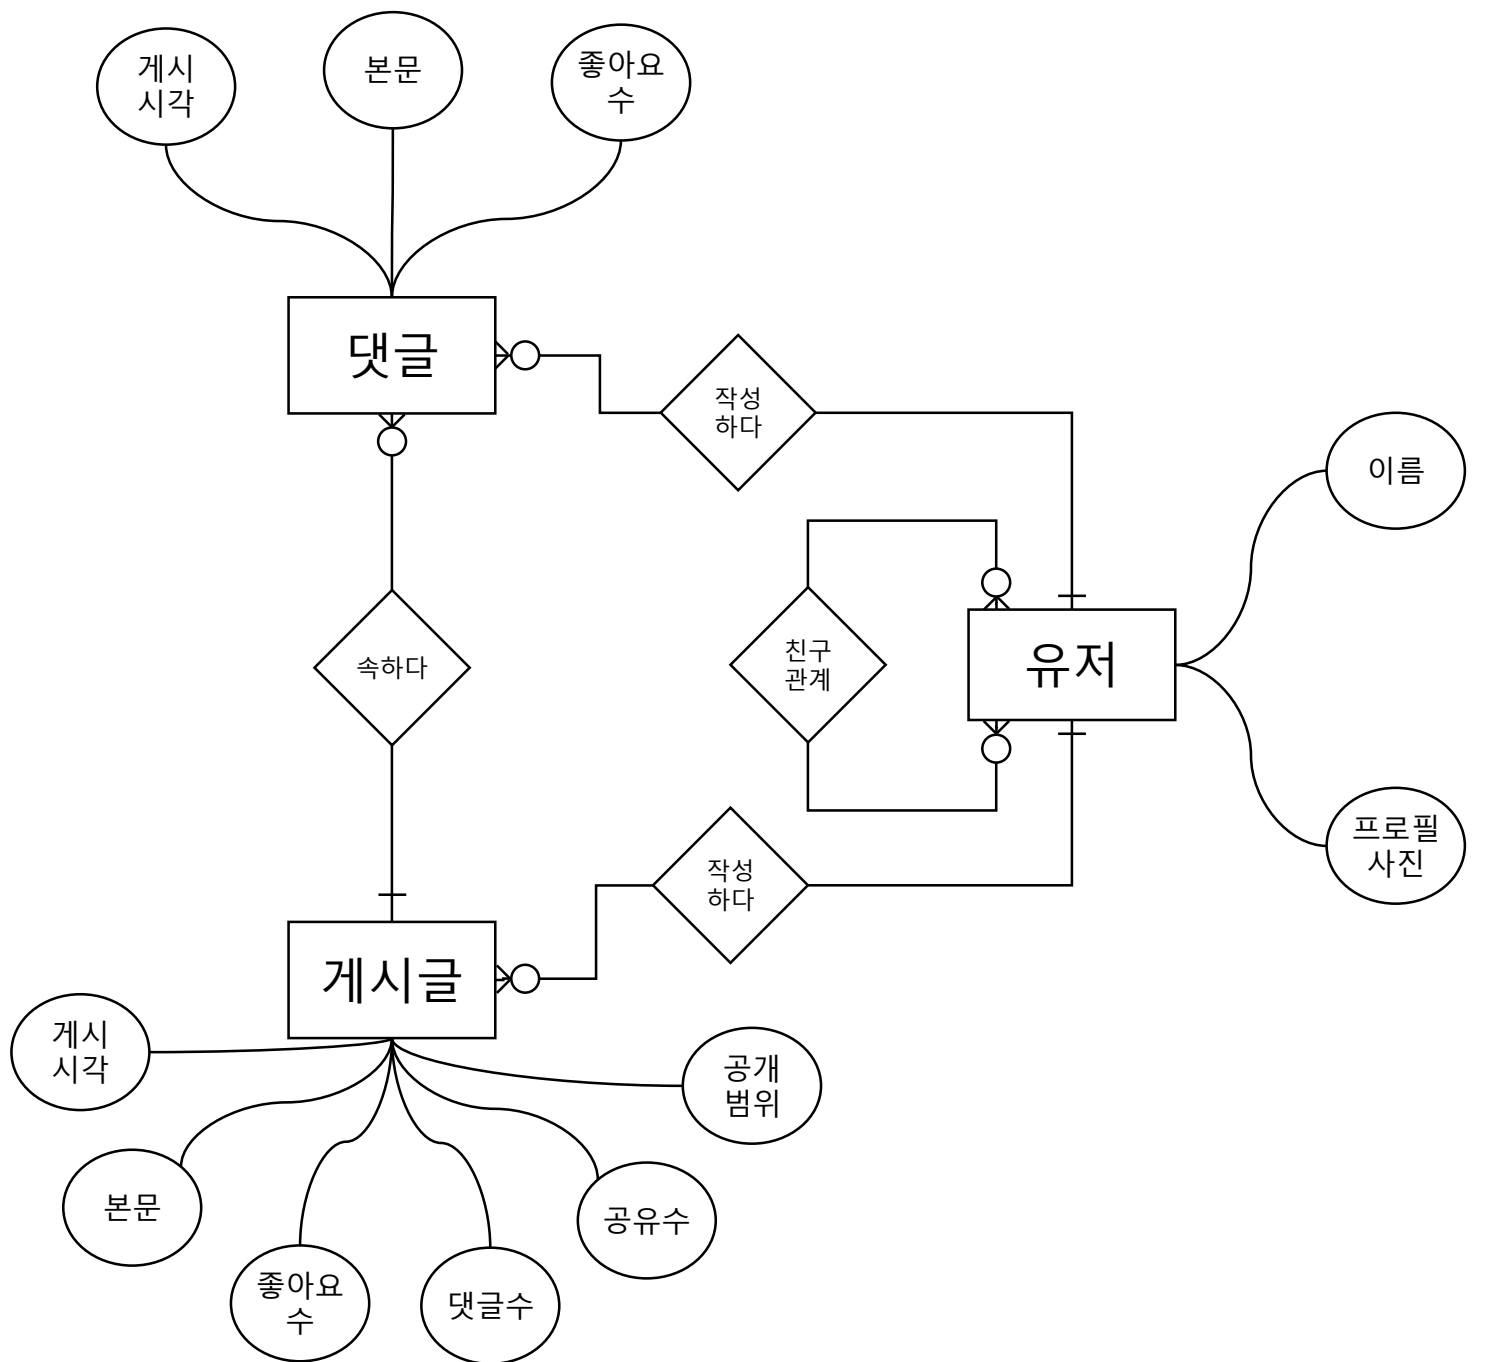 게시
시각
본문
좋아요
수
댓글
작성
하다
이름
친구
관계
유저
속하다
프로필
사진
작성
하다
게시글
게시
시각
공개
범위
본문
공유수
좋아요
수
댓글수